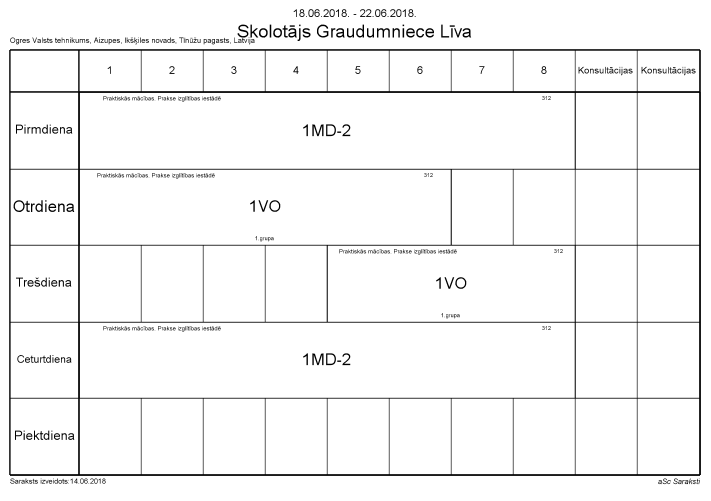 18.06.2018. - 22.06.2018.
Skolotājs Graudumniece Līva
Ogres Valsts tehnikums, Aizupes, Ikšķiles novads, Tīnūžu pagasts, Latvija
1 2 3 4 5 6 7 8 Konsultācijas Konsultācijas
Praktiskās mācības. Prakse izglītības iestādē 312
Pirmdiena 1MD-2
Praktiskās mācības. Prakse izglītības iestādē 312
Otrdiena 1VO
1.grupa
Praktiskās mācības. Prakse izglītības iestādē 312
Trešdiena 1VO
1.grupa
Praktiskās mācības. Prakse izglītības iestādē 312
Ceturtdiena 1MD-2
Piektdiena
Saraksts izveidots:14.06.2018 aSc Saraksti